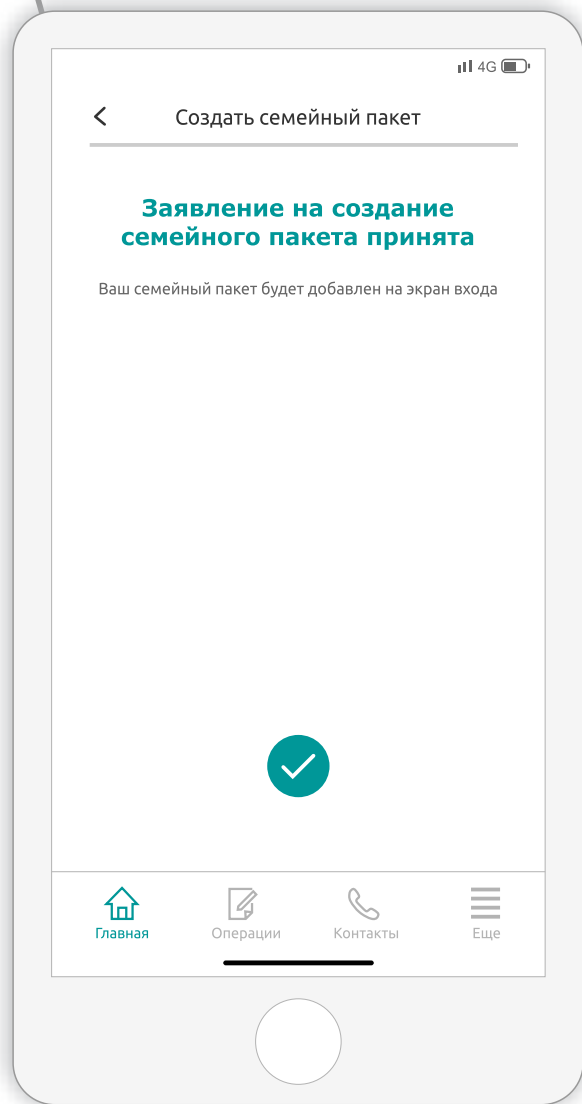 4G
Создать семейный пакет
Заявление на создание
семейного пакета принята
Ваш семейный пакет будет добавлен на экран входа
Главная
Операции
Контакты
Еще